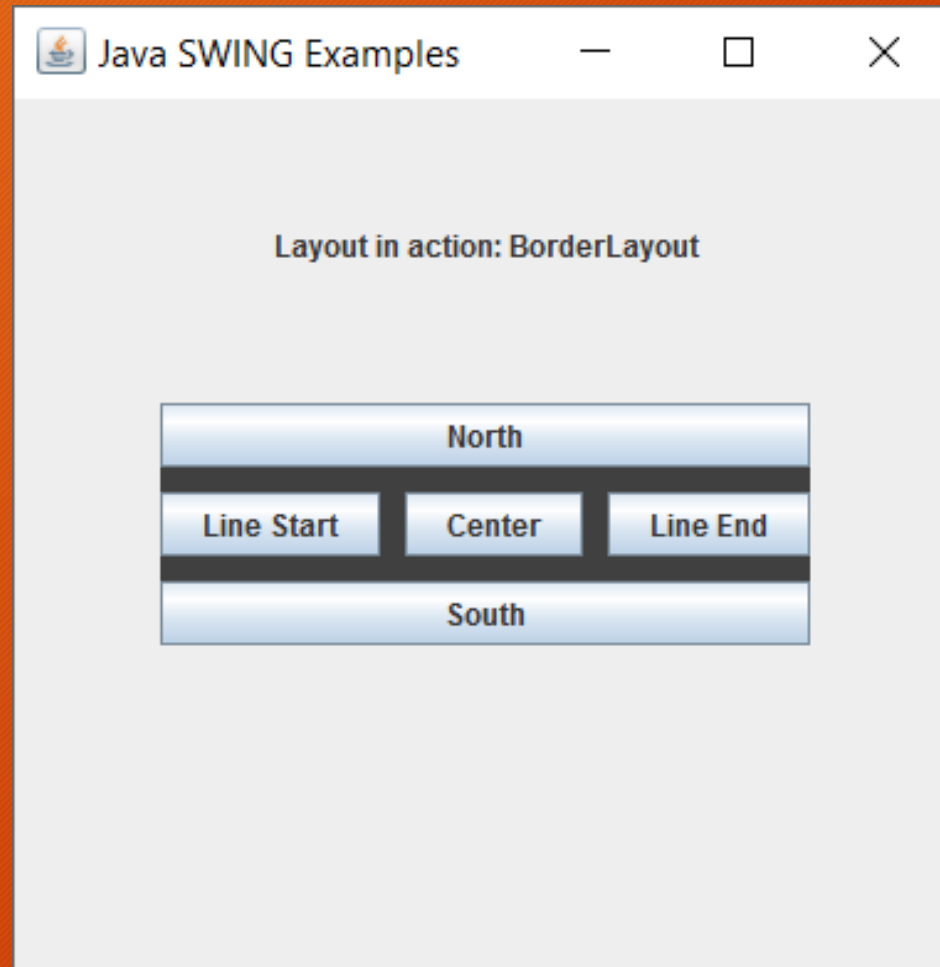 Java SWING Examples
Layout in action: BorderLayout
North
Line Start Center Line End
South